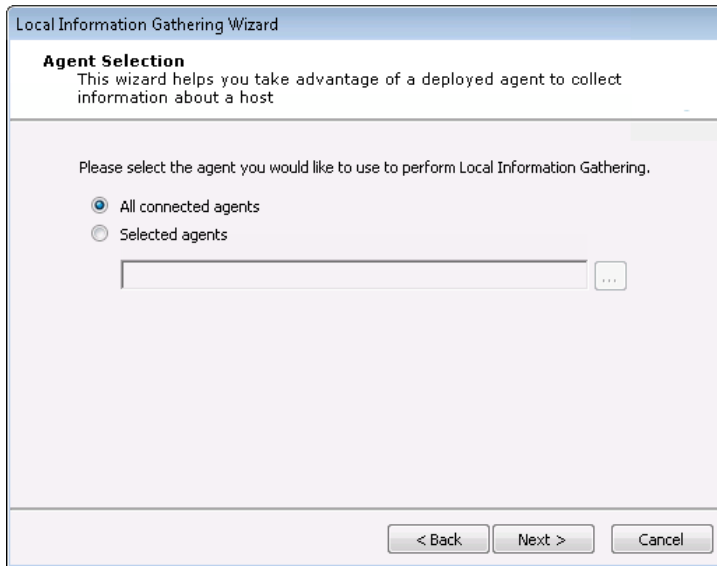 Local Information Gathering Wizard
Agent Selection
This wizard helps you take advantage of a deployed agent to collect
information about a host
Please select the agent you would like to use to perform Local Information Gathering.
All connected agents
Selected agents
...
< Back
Next >
Cancel